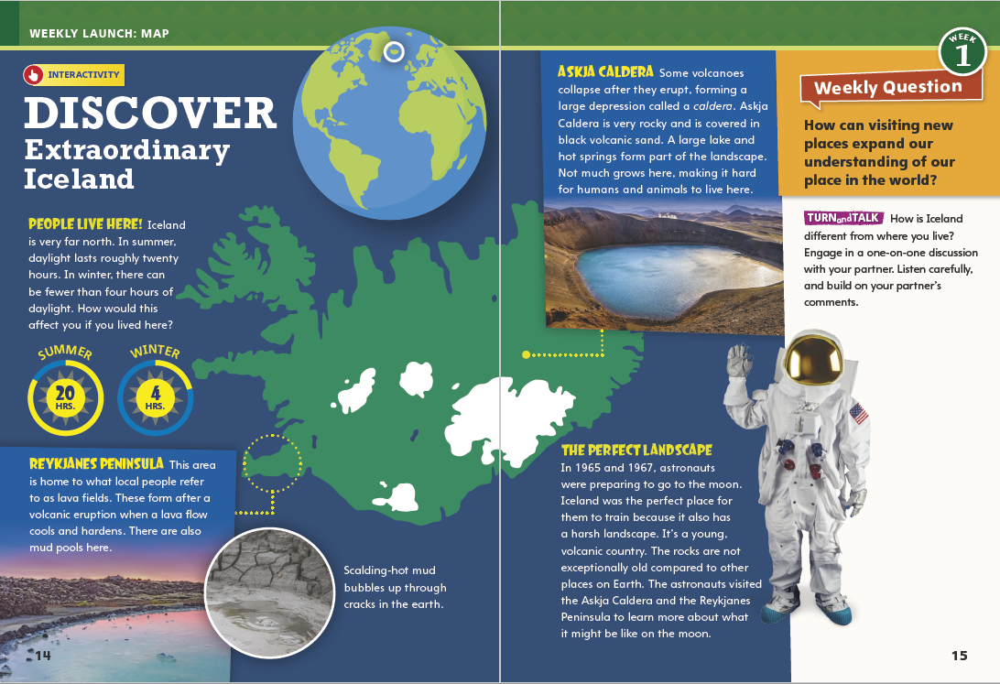 WEEKLY LAUNCH: MAP
INTERACTIVITY
DISCOVER
Extraordinary
Iceland
PEOPLE LIVE HERE! Iceland
is very far north. In summer,
daylight lasts roughly twenty
hours. In winter, there can
be fewer than four hours of
daylight. How would this
affect you if you lived here?
SUMMER
20
HRS.
WINTER
4
HRS.
REYKJANES PENINSULA This area
is home to what local people refer
to as lava fields. These form after a
volcanic eruption when a lava flow
cools and hardens. There are also
mud pools here.
Scalding-hot mud
bubbles up through
cracks in the earth.
14
ASKJA CALDERA Some volcanoes
collapse after they erupt, forming a
large depression called a caldera. Askja
Caldera is very rocky and is covered in
black volcanic sand. A large lake and
hot springs form part of the landscape.
Not much grows here, making it hard
for humans and animals to live here.
THE PERFECT LANDSCAPE
In 1965 and 1967, astronauts
were preparing to go to the moon.
Iceland was the perfect place for
them to train because it also has
a harsh landscape. It's a young,
volcanic country. The rocks are not
exceptionally old compared to other
places on Earth. The astronauts visited
the Askja Caldera and the Reykjanes
Peninsula to learn more about what
it might be like on the moon.
WEEK
1
Weekly Question
How can visiting new
places expand our
understanding of our
place in the world?
TURN and TALK How is Iceland
different from where you live?
Engage in a one-on-one discussion
with your partner. Listen carefully,
and build on your partner's
comments.
15